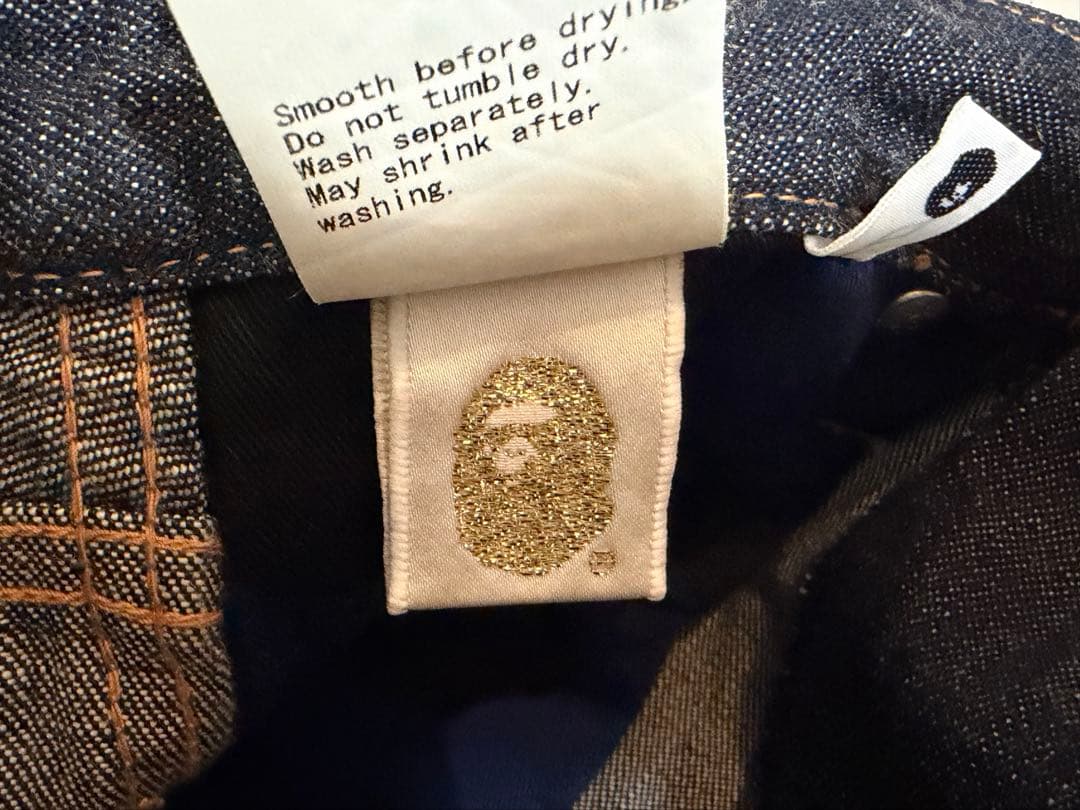 Smooth before drying.
Do not tumble dry.
Wash separately.
May shrink after
washing.